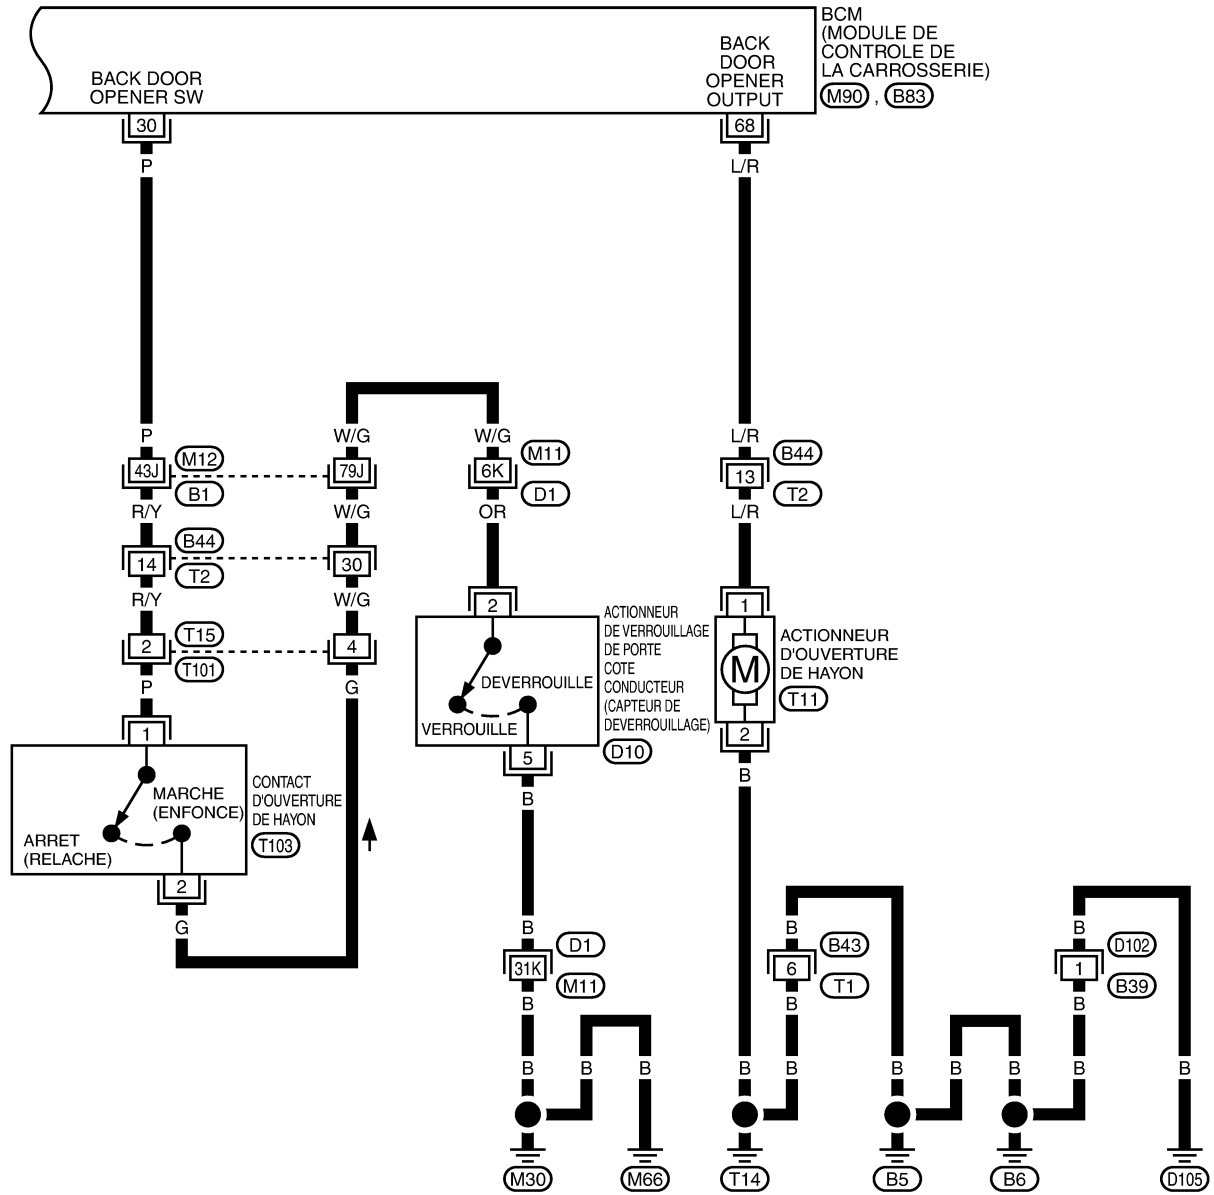 BCM
(MODULE DE
CONTROLE DE
LA CARROSSERIE)
M90 , B83
BACK DOOR
OPENER SW
BACK
DOOR
OPENER
OUTPUT
30
68
P
L/R
P
W/G
W/G
L/R
43J
M12
B1
79J
6K
M11
D1
13
B44
T2
R/Y
W/G
OR
L/R
14
B44
T2
30
R/Y
W/G
2
T15
T101
4
P
G
2
1
ACTIONNEUR
DE VERROUILLAGE
DE PORTE
COTE
CONDUCTEUR
(CAPTEUR DE
DEVERROUILLAGE)
D10
DEVERROUILLE
VERROUILLE
5
M
ACTIONNEUR
D'OUVERTURE
DE HAYON
T11
2
1
MARCHE
(ENFONCE)
ARRET
(RELACHE)
CONTACT
D'OUVERTURE
DE HAYON
T103
2
G
B
B
B
B
B
31K
D1
M11
6
B43
T1
1
D102
B39
B
B
B
B
B
B
B
B
B
B
B
B
M30
M66
T14
B5
B6
D105